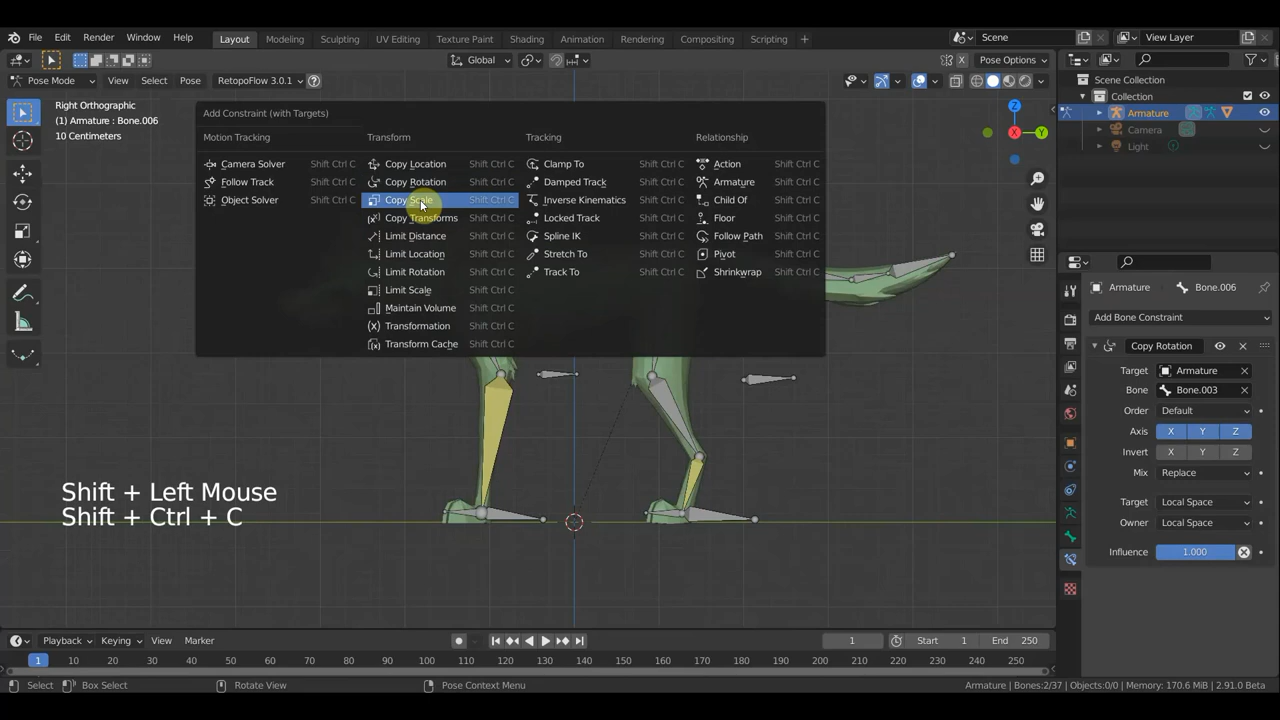 File Edit Render Window Help
Layout Modeling Sculpting UV Editing Texture Paint Shading Animation Rendering Compositing Scripting +
Scene
View Layer
Global
Pose Options
Pose Mode View Select Pose RetopoFlow 3.0.1
Right Orthographic
(1) Armature : Bone.006
10 Centimeters
Add Constraint (with Targets)
Motion Tracking
Camera Solver Shift Ctrl C
Follow Track Shift Ctrl C
Object Solver Shift Ctrl C
Transform
Copy Location Shift Ctrl C
Copy Rotation Shift Ctrl C
Copy Scale Shift Ctrl C
Copy Transforms Shift Ctrl C
Limit Distance Shift Ctrl C
Limit Location Shift Ctrl C
Limit Rotation Shift Ctrl C
Limit Scale Shift Ctrl C
Maintain Volume Shift Ctrl C
Transformation Shift Ctrl C
Transform Cache Shift Ctrl C
Tracking
Clamp To Shift Ctrl C
Damped Track Shift Ctrl C
Inverse Kinematics Shift Ctrl C
Locked Track Shift Ctrl C
Spline IK Shift Ctrl C
Stretch To Shift Ctrl C
Track To Shift Ctrl C
Relationship
Action Shift Ctrl C
Armature Shift Ctrl C
Child Of Shift Ctrl C
Floor Shift Ctrl C
Follow Path Shift Ctrl C
Pivot Shift Ctrl C
Shrinkwrap Shift Ctrl C
Z
X
Y
Shift + Left Mouse
Shift + Ctrl + C
Scene Collection
Collection
Armature
Camera
Light
Armature Bone.006
Add Bone Constraint
Copy Rotation
Target Armature
Bone Bone.003
Order Default
Axis X Y Z
Invert X Y Z
Mix Replace
Target Local Space
Owner Local Space
Influence 1.000
Playback Keying View Marker
1 Start 1 End 250
1 10 20 30 40 50 60 70 80 90 100 110 120 130 140 150 160 170 180 190 200 210 220 230 240 250
Select Box Select Rotate View Pose Context Menu
Armature | Bones:2/37 | Objects:0/0 | Memory: 170.6 MiB | 2.91.0 Beta